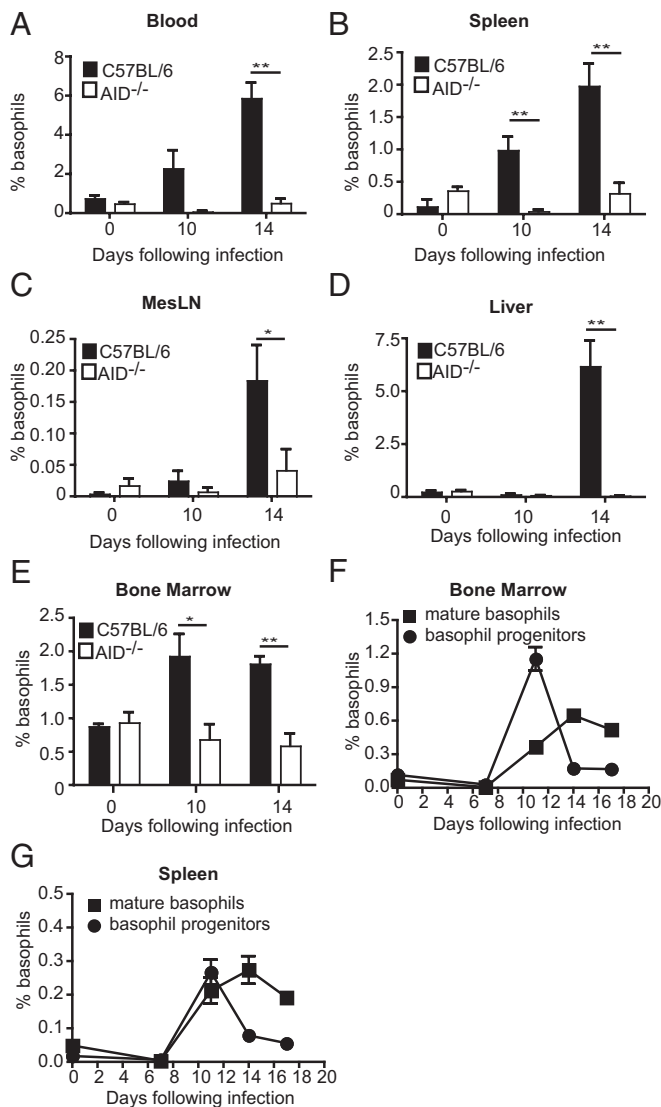 A
Blood
C57BL/6
AID-/-
**
8
6
4
2
0
% basophils
0 10 14
Days following infection
B
Spleen
C57BL/6
AID-/-
**
**
2.5
2.0
1.5
1.0
0.5
0
% basophils
0 10 14
Days following infection
C
MesLN
C57BL/6
AID-/-
*
0.25
0.20
0.15
0.10
0.05
0
% basophils
0 10 14
Days following infection
D
Liver
C57BL/6
AID-/-
**
7.5
5.0
2.5
0
% basophils
0 10 14
Days following infection
E
Bone Marrow
C57BL/6
AID-/-
*
**
2.5
2.0
1.5
1.0
0.5
0
% basophils
0 10 14
Days following infection
F
Bone Marrow
mature basophils
basophil progenitors
1.5
1.2
0.9
0.6
0.3
0.0
% basophils
0 2 4 6 8 10 12 14 16 18 20
Days following infection
G
Spleen
mature basophils
basophil progenitors
0.5
0.4
0.3
0.2
0.1
0.0
% basophils
0 2 4 6 8 10 12 14 16 18 20
Days following infection